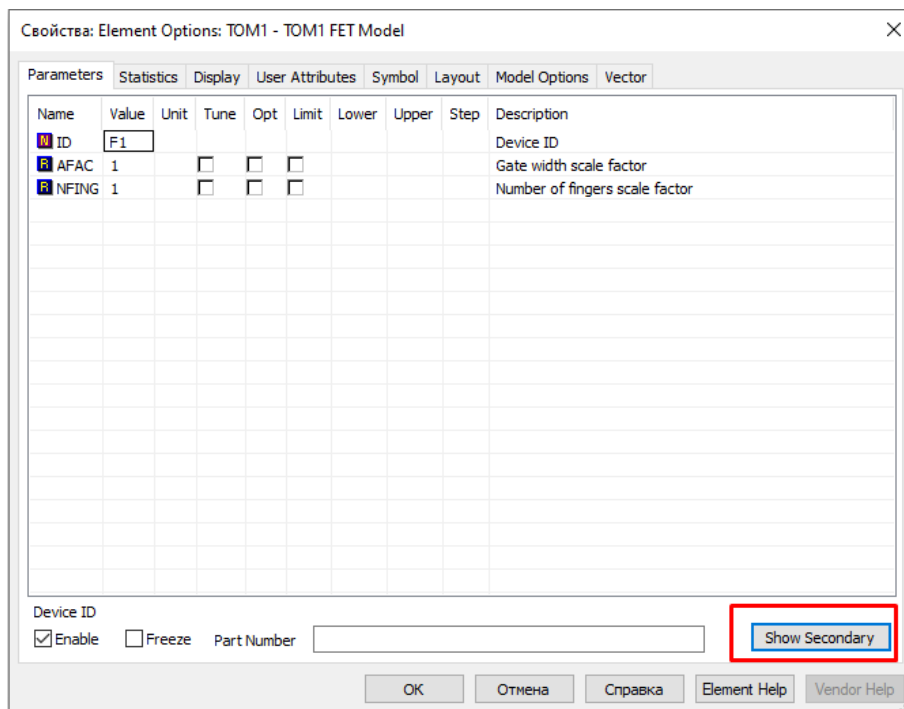 Свойства: Element Options: TOM1 - TOM1 FET Model
Parameters Statistics Display User Attributes Symbol Layout Model Options Vector
Name Value Unit Tune Opt Limit Lower Upper Step Description
N ID F1 Device ID
R AFAC 1 Gate width scale factor
R NFING 1 Number of fingers scale factor
Device ID
Enable Freeze Part Number Show Secondary
OK Отмена Справка Element Help Vendor Help